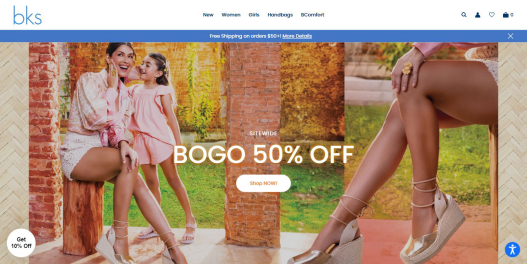 bks
New Women Girls Handbags BComfort
0
Free Shipping on orders $50+! More Details
SITEWIDE
BOGO 50% OFF
Shop NOW!
Get
10% Off